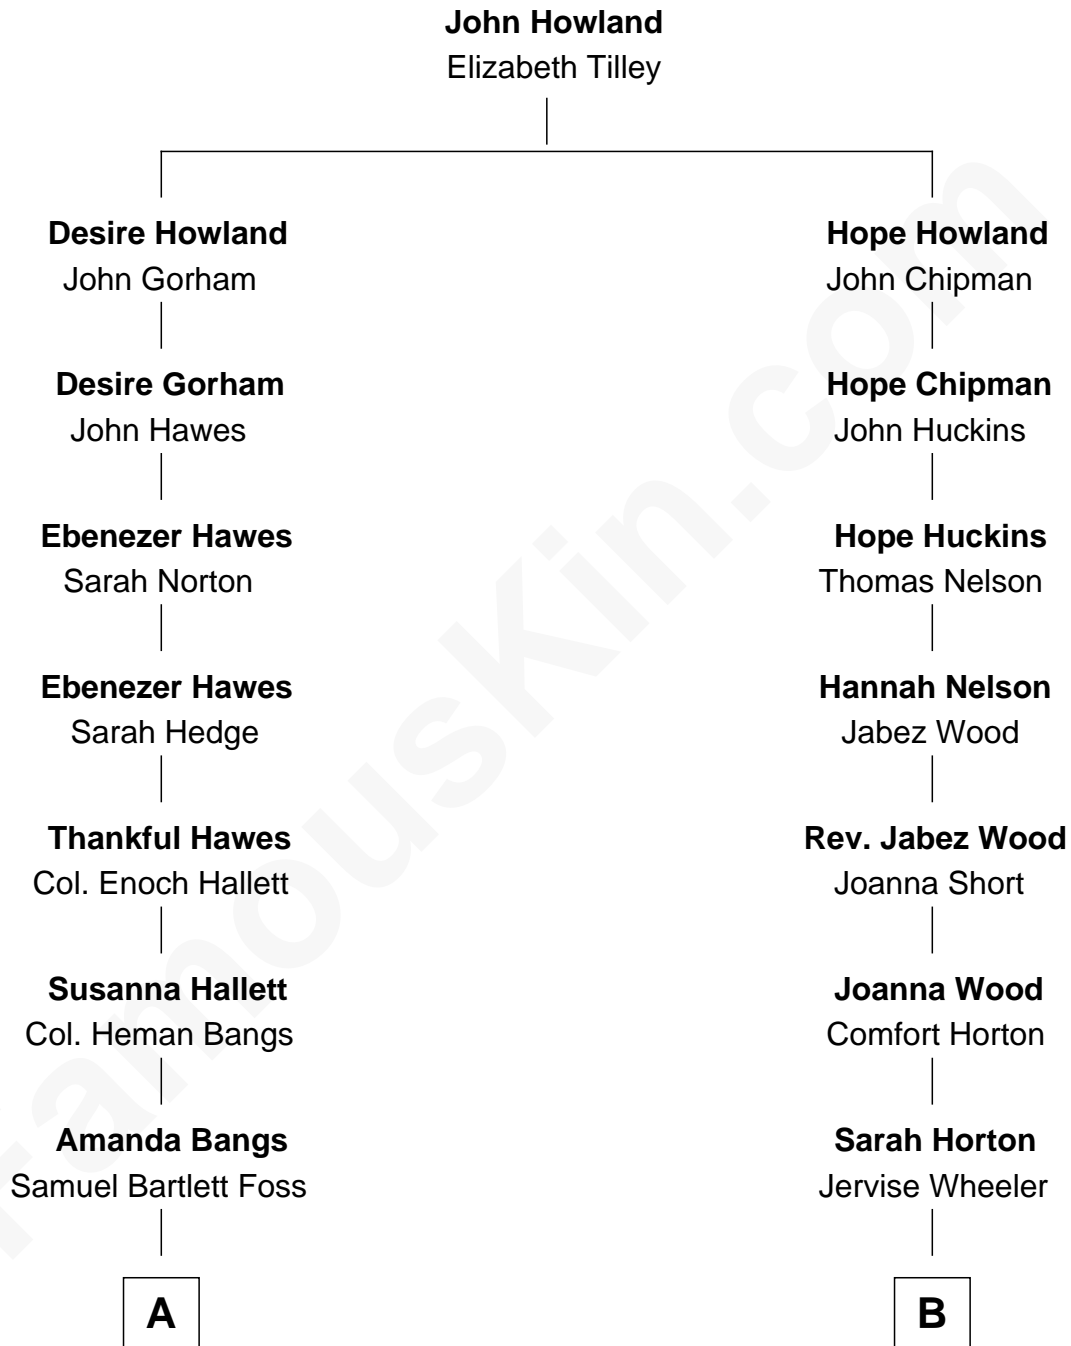 John Howland
Elizabeth Tilley
Desire Howland
John Gorham
Hope Howland
John Chipman
Desire Gorham
John Hawes
Hope Chipman
John Huckins
Ebenezer Hawes
Sarah Norton
Hope Huckins
Thomas Nelson
Ebenezer Hawes
Sarah Hedge
Hannah Nelson
Jabez Wood
Thankful Hawes
Col. Enoch Hallett
Rev. Jabez Wood
Joanna Short
Susanna Hallett
Col. Heman Bangs
Joanna Wood
Comfort Horton
Amanda Bangs
Samuel Bartlett Foss
Sarah Horton
Jervise Wheeler
A
B
FamousKin.com